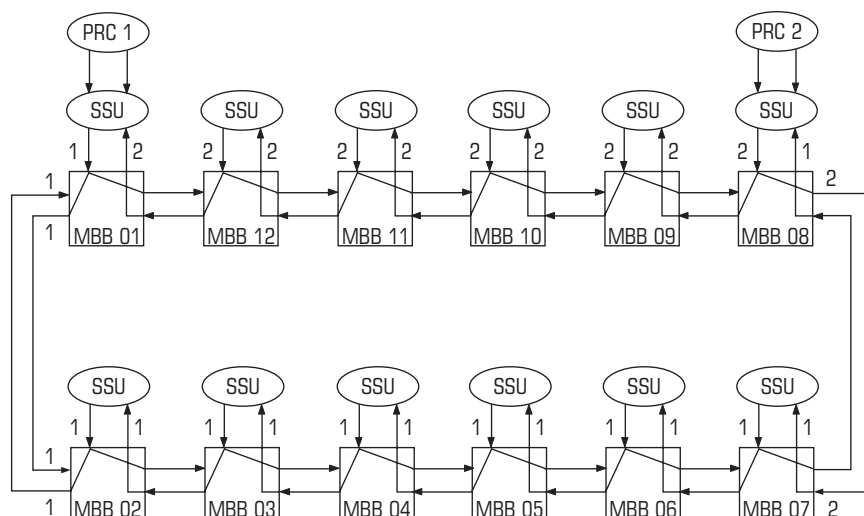 PRC 1 PRC 2
SSU SSU SSU SSU SSU SSU
1 2 2 2 2 2 2 2 2 2 2 1
1 2
1
MBB 01 MBB 12 MBB 11 MBB 10 MBB 09 MBB 08
SSU SSU SSU SSU SSU SSU
1 1 1 1 1 1 1 1 1 1 1 1
1
1 2
MBB 02 MBB 03 MBB 04 MBB 05 MBB 06 MBB 07